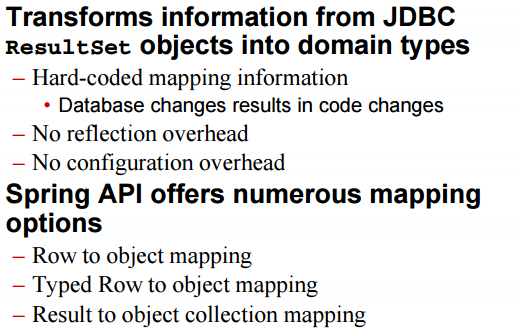 Transforms information from JDBC
ResultSet objects into domain types
– Hard-coded mapping information
• Database changes results in code changes
– No reflection overhead
– No configuration overhead
Spring API offers numerous mapping
options
– Row to object mapping
– Typed Row to object mapping
– Result to object collection mapping